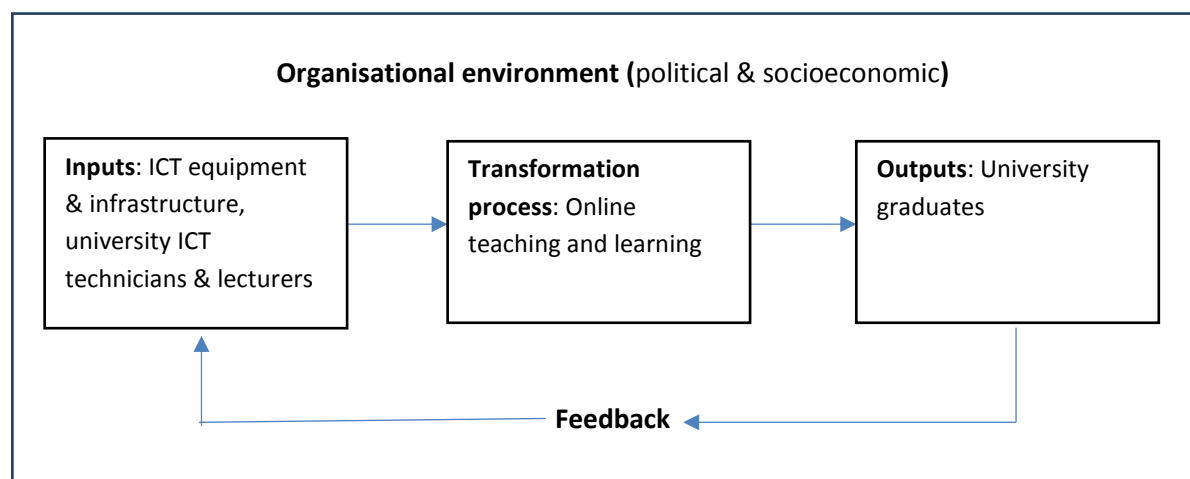 Organisational environment (political & socioeconomic)
Inputs: ICT equipment
& infrastructure,
university ICT
technicians & lecturers
Transformation
process: Online
teaching and learning
Outputs: University
graduates
Feedback